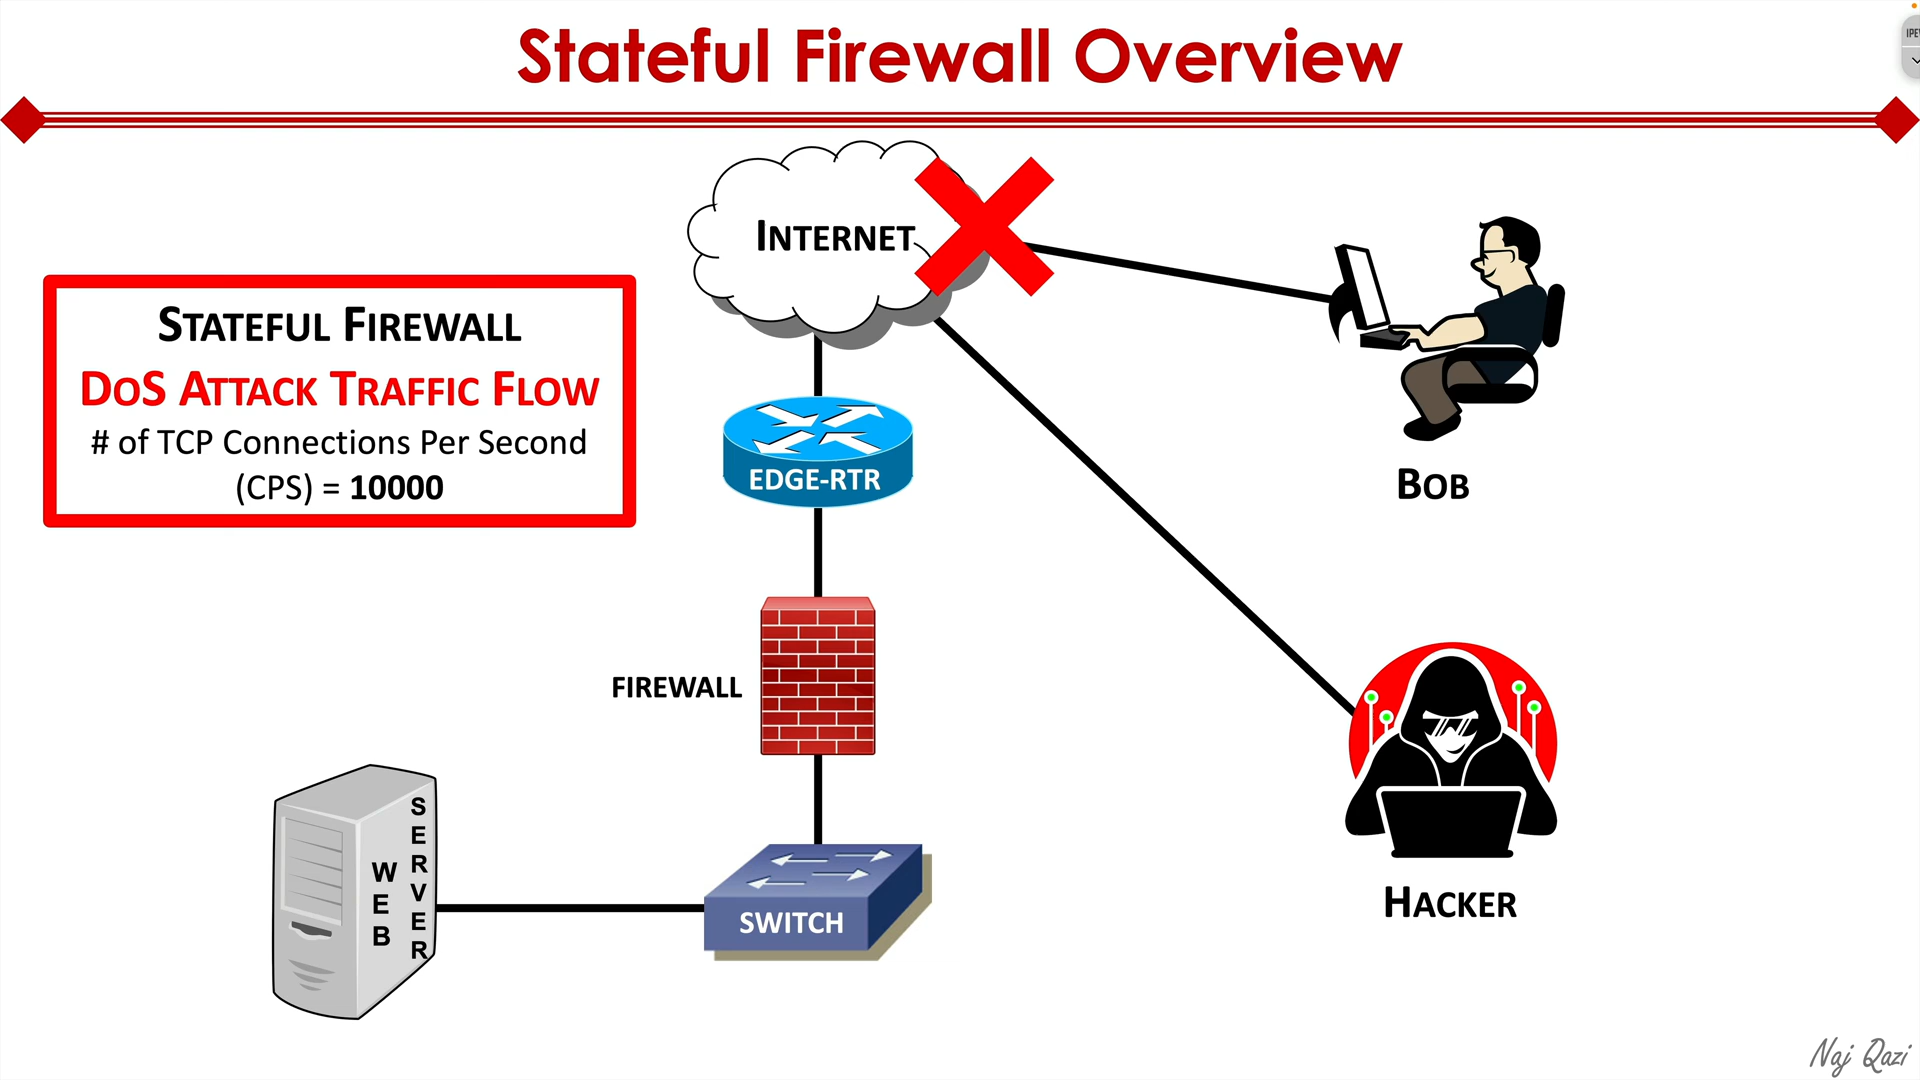 Stateful Firewall Overview
INTERNET
STATEFUL FIREWALL
DOS ATTACK TRAFFIC FLOW
# of TCP Connections Per Second
(CPS) = 10000
EDGE-RTR
BOB
FIREWALL
WEB
SERVER
SWITCH
HACKER
Naj Qazi